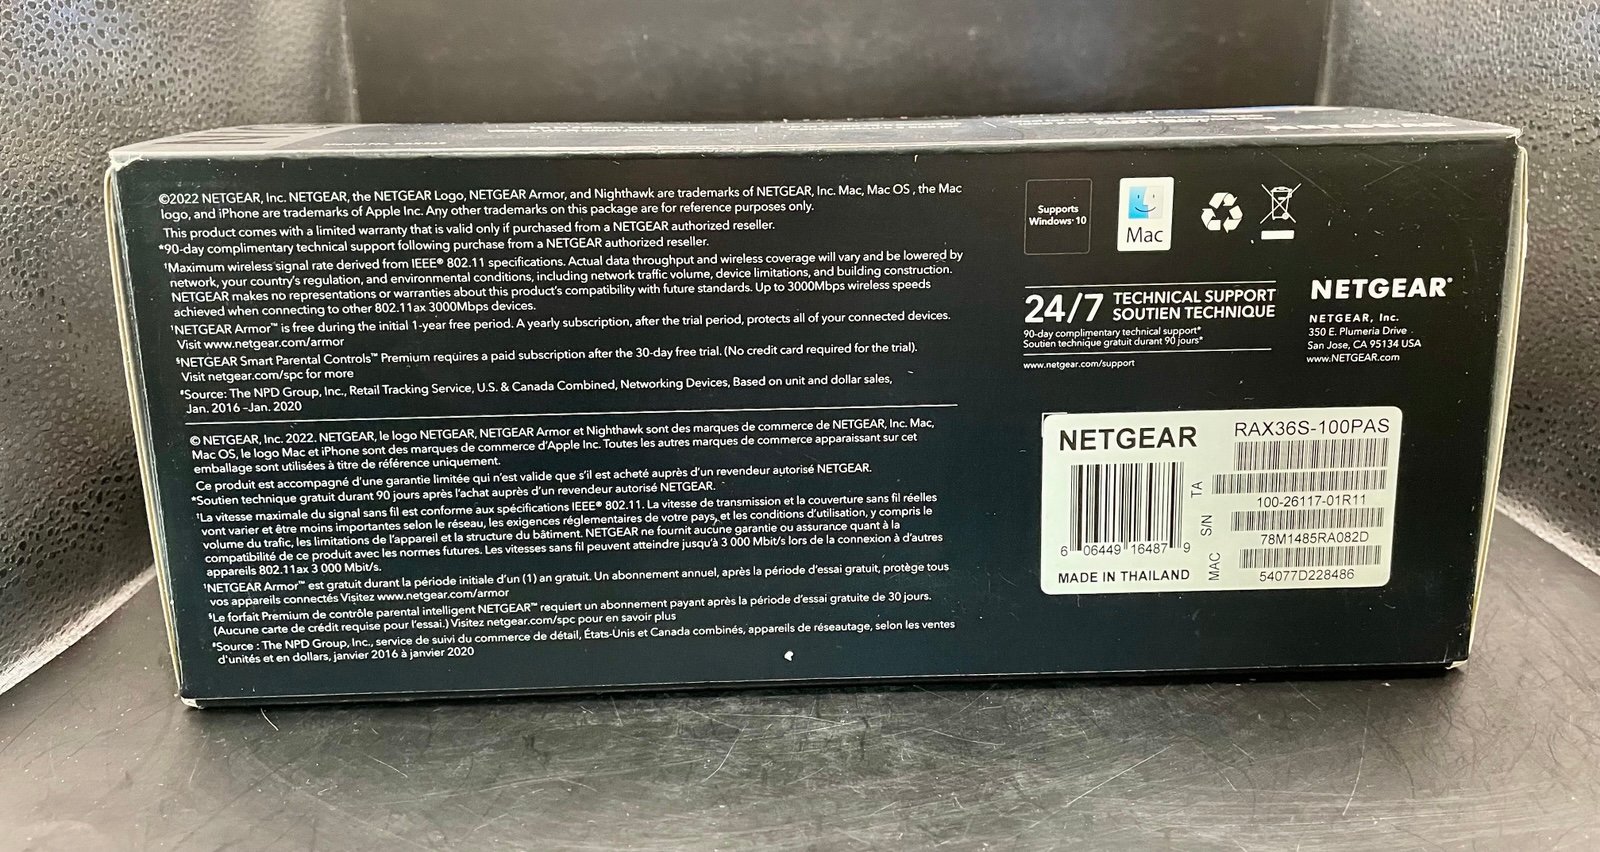 ©2022 NETGEAR, Inc. NETGEAR, the NETGEAR Logo, NETGEAR Armor, and Nighthawk are trademarks of NETGEAR, Inc. Mac, Mac OS , the Mac
logo, and iPhone are trademarks of Apple Inc. Any other trademarks on this package are for reference purposes only.
This product comes with a limited warranty that is valid only if purchased from a NETGEAR authorized reseller.
*90-day complimentary technical support following purchase from a NETGEAR authorized reseller.
†Maximum wireless signal rate derived from IEEE® 802.11 specifications. Actual data throughput and wireless coverage will vary and be lowered by
network, your country's regulation, and environmental conditions, including network traffic volume, device limitations, and building construction.
NETGEAR makes no representations or warranties about this product's compatibility with future standards. Up to 3000Mbps wireless speeds
achieved when connecting to other 802.11ax 3000Mbps devices.
¹NETGEAR Armor™ is free during the initial 1-year free period. A yearly subscription, after the trial period, protects all of your connected devices.
Visit www.netgear.com/armor
§NETGEAR Smart Parental Controls™ Premium requires a paid subscription after the 30-day free trial. (No credit card required for the trial).
Visit netgear.com/spc for more
#Source: The NPD Group, Inc., Retail Tracking Service, U.S. & Canada Combined, Networking Devices, Based on unit and dollar sales,
Jan. 2016 –Jan. 2020
© NETGEAR, Inc. 2022. NETGEAR, le logo NETGEAR, NETGEAR Armor et Nighthawk sont des marques de commerce de NETGEAR, Inc. Mac,
Mac OS, le logo Mac et iPhone sont des marques de commerce d'Apple Inc. Toutes les autres marques de commerce apparaissant sur cet
emballage sont utilisées à titre de référence uniquement.
Ce produit est accompagné d'une garantie limitée qui n'est valide que s'il est acheté auprès d'un revendeur autorisé NETGEAR.
*Soutien technique gratuit durant 90 jours après l'achat auprès d'un revendeur autorisé NETGEAR.
†La vitesse maximale du signal sans fil est conforme aux spécifications IEEE® 802.11. La vitesse de transmission et la couverture sans fil réelles
vont varier et être moins importantes selon le réseau, les exigences réglementaires de votre pays, et les conditions d'utilisation, y compris le
volume du trafic, les limitations de l'appareil et la structure du bâtiment. NETGEAR ne fournit aucune garantie ou assurance quant à la
compatibilité de ce produit avec les normes futures. Les vitesses sans fil peuvent atteindre jusqu'à 3 000 Mbit/s lors de la connexion à d'autres
appareils 802.11ax 3 000 Mbit/s.
¹NETGEAR Armor™ est gratuit durant la période initiale d'un (1) an gratuit. Un abonnement annuel, après la période d'essai gratuit, protège tous
vos appareils connectés Visitez www.netgear.com/armor
§Le forfait Premium de contrôle parental intelligent NETGEAR™ requiert un abonnement payant après la période d'essai gratuite de 30 jours.
(Aucune carte de crédit requise pour l'essai.) Visitez netgear.com/spc pour en savoir plus
#Source : The NPD Group, Inc., service de suivi du commerce de détail, États-Unis et Canada combinés, appareils de réseautage, selon les ventes
d'unités et en dollars, janvier 2016 à janvier 2020
Supports
Windows 10
Mac
24/7 TECHNICAL SUPPORT
SOUTIEN TECHNIQUE
90-day complimentary technical support*
Soutien technique gratuit durant 90 jours*
www.netgear.com/support
NETGEAR®
NETGEAR, Inc.
350 E. Plumeria Drive
San Jose, CA 95134 USA
www.NETGEAR.com
NETGEAR
RAX36S-100PAS
TA
100-26117-01R11
S/N
78M1485RA082D
MAC
54077D228486
6 06449 16487 9
MADE IN THAILAND
NETGEAR